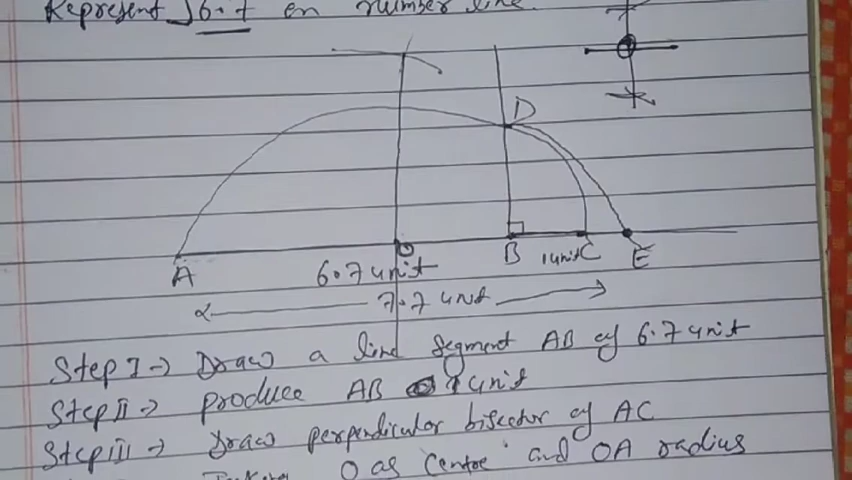 Represent √6.7 on number line.
D
A
O
B
1unit
C
E
6.7 unit
7.7 unit
Step I → Draw a line segment AB of 6.7 unit
Step II → produce AB 1 unit
Step III → Draw perpendicular bisector of AC
O as Centre and OA radius